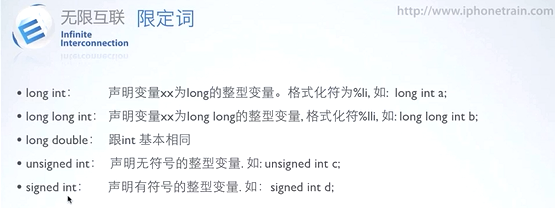 http://www.iphonetrain.com
无限互联 限定词
Infinite
Interconnection
• long int: 声明变量xx为long的整型变量。格式化符为%li, 如: long int a;
• long long int: 声明变量xx为long long的整型变量, 格式化符%lli, 如: long long int b;
• long double: 跟int 基本相同
• unsigned int: 声明无符号的整型变量. 如: unsigned int c;
• signed int: 声明有符号的整型变量. 如: signed int d;